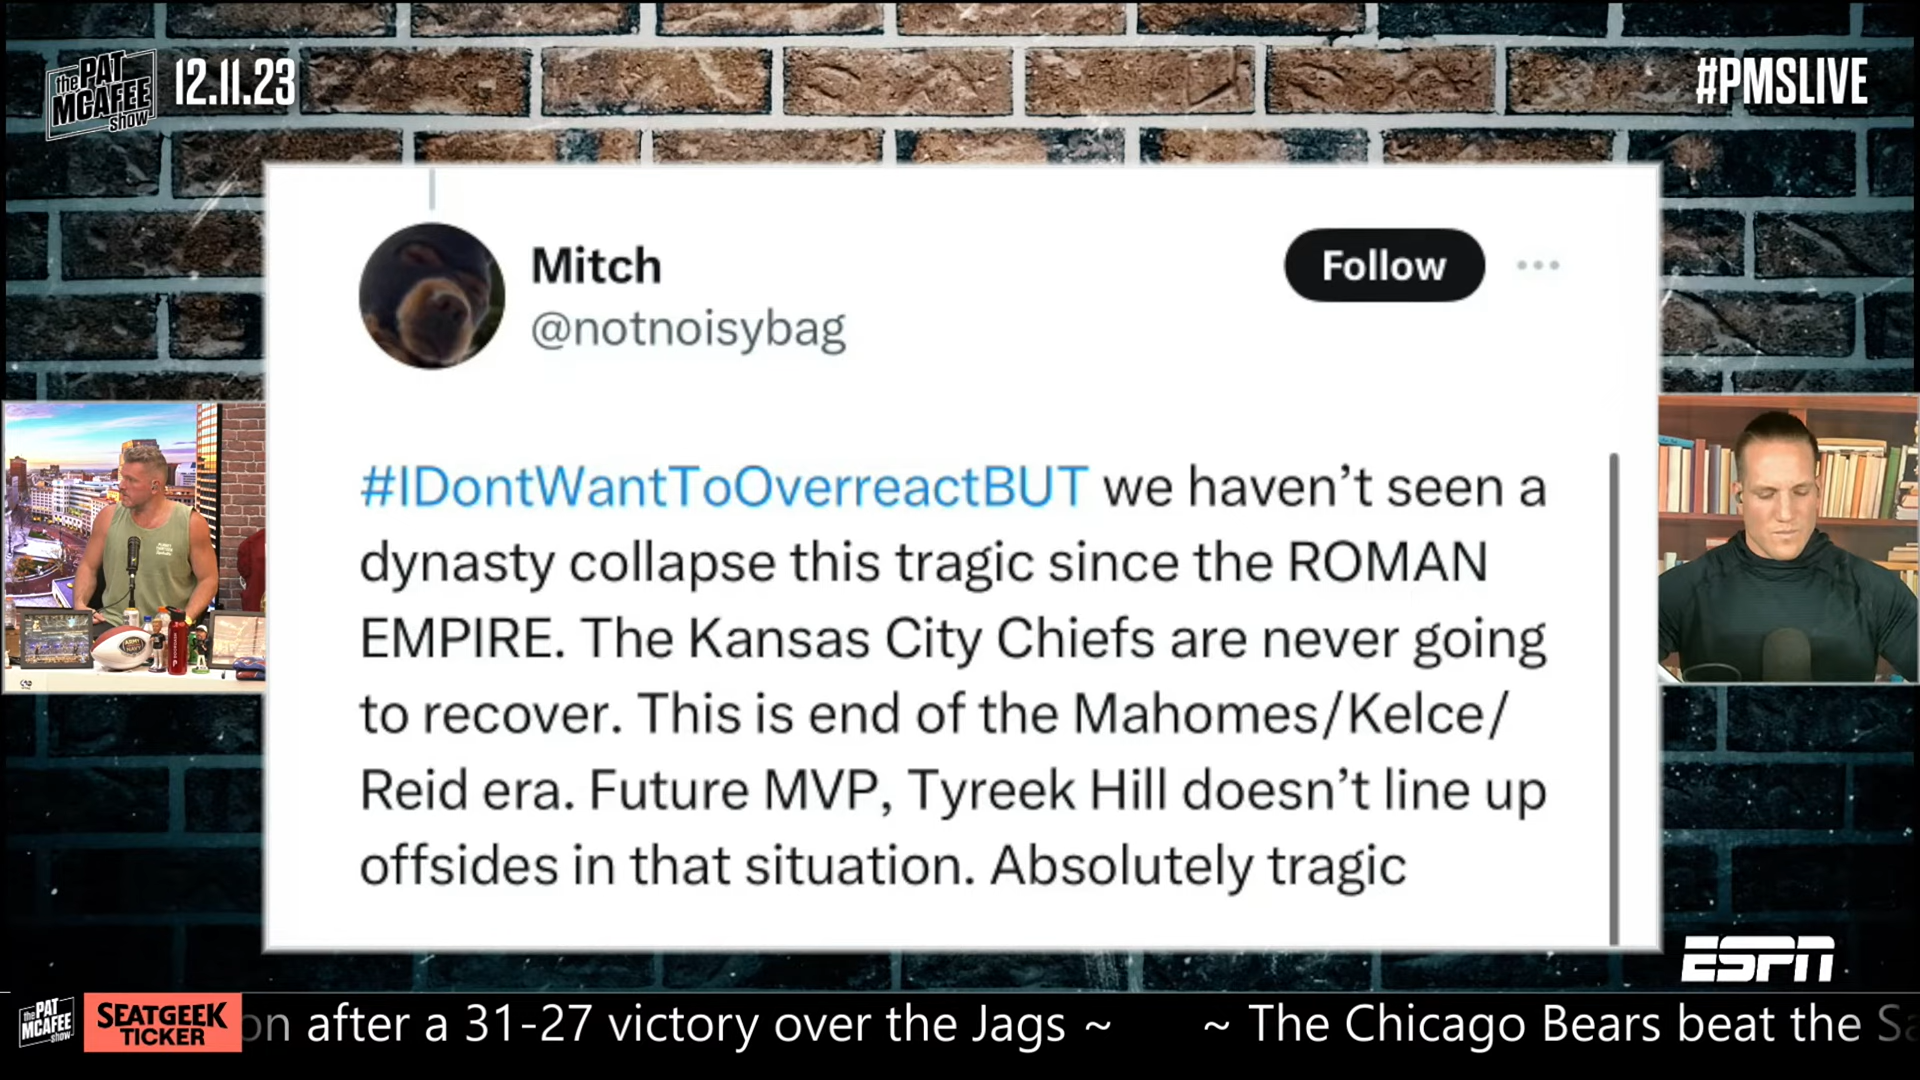 the PAT MCAFEE show
12.11.23
#PMSLIVE
Mitch
@notnoisybag
Follow
#IDontWantToOverreactBUT we haven't seen a
dynasty collapse this tragic since the ROMAN
EMPIRE. The Kansas City Chiefs are never going
to recover. This is end of the Mahomes/Kelce/
Reid era. Future MVP, Tyreek Hill doesn't line up
offsides in that situation. Absolutely tragic
ESPN
the PAT MCAFEE show
SEATGEEK
TICKER
on after a 31-27 victory over the Jags ~ ~ The Chicago Bears beat the